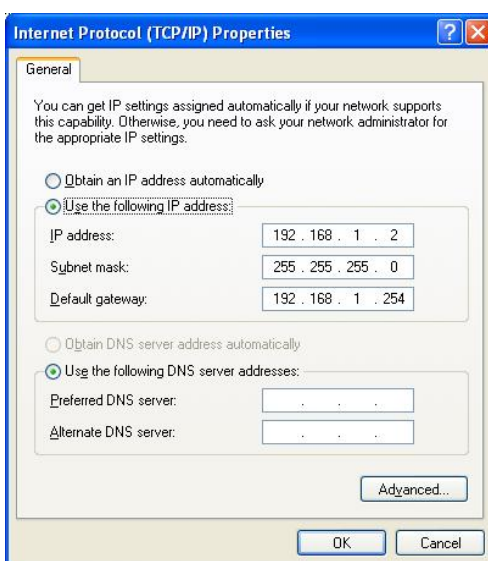 Internet Protocol (TCP/IP) Properties
General
You can get IP settings assigned automatically if your network supports
this capability. Otherwise, you need to ask your network administrator for
the appropriate IP settings.
Obtain an IP address automatically
Use the following IP address:
IP address: 192 . 168 . 1 . 2
Subnet mask: 255 . 255 . 255 . 0
Default gateway: 192 . 168 . 1 . 254
Obtain DNS server address automatically
Use the following DNS server addresses:
Preferred DNS server: . . .
Alternate DNS server: . . .
Advanced...
OK Cancel